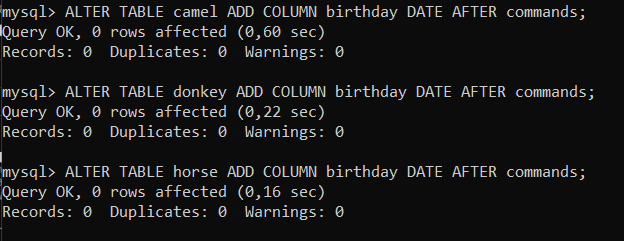 mysql> ALTER TABLE camel ADD COLUMN birthday DATE AFTER commands;
Query OK, 0 rows affected (0,60 sec)
Records: 0  Duplicates: 0  Warnings: 0
mysql> ALTER TABLE donkey ADD COLUMN birthday DATE AFTER commands;
Query OK, 0 rows affected (0,22 sec)
Records: 0  Duplicates: 0  Warnings: 0
mysql> ALTER TABLE horse ADD COLUMN birthday DATE AFTER commands;
Query OK, 0 rows affected (0,16 sec)
Records: 0  Duplicates: 0  Warnings: 0